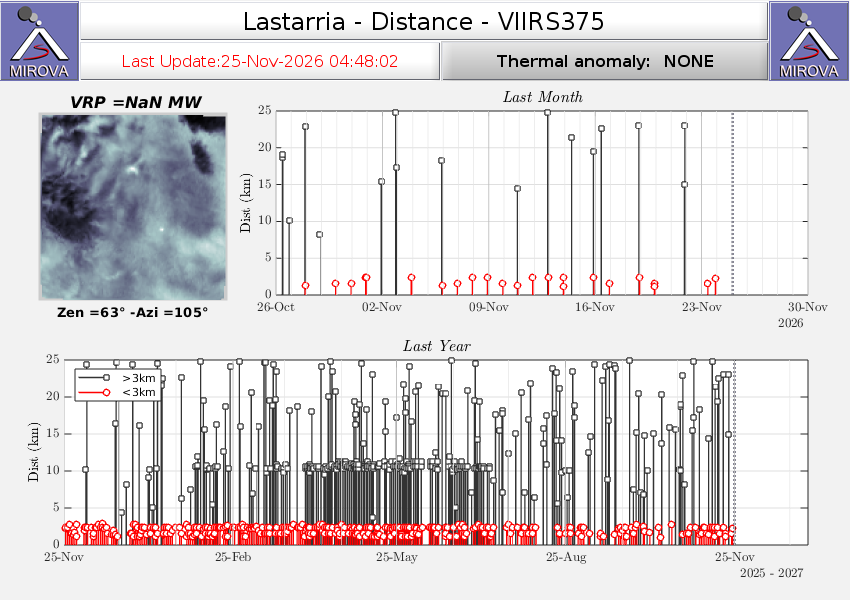 Lastarria - Distance - VIIRS375
MIROVA
Last Update:25-Nov-2026 04:48:02
Thermal anomaly: NONE
MIROVA
VRP =NaN MW
Zen =63° -Azi =105°
Last Month
Dist (km)
25
20
15
10
5
0
26-Oct
02-Nov
09-Nov
16-Nov
23-Nov
30-Nov
2026
Last Year
Dist (km)
25
20
15
10
5
0
>3km
<3km
25-Nov
25-Feb
25-May
25-Aug
25-Nov
2025 - 2027